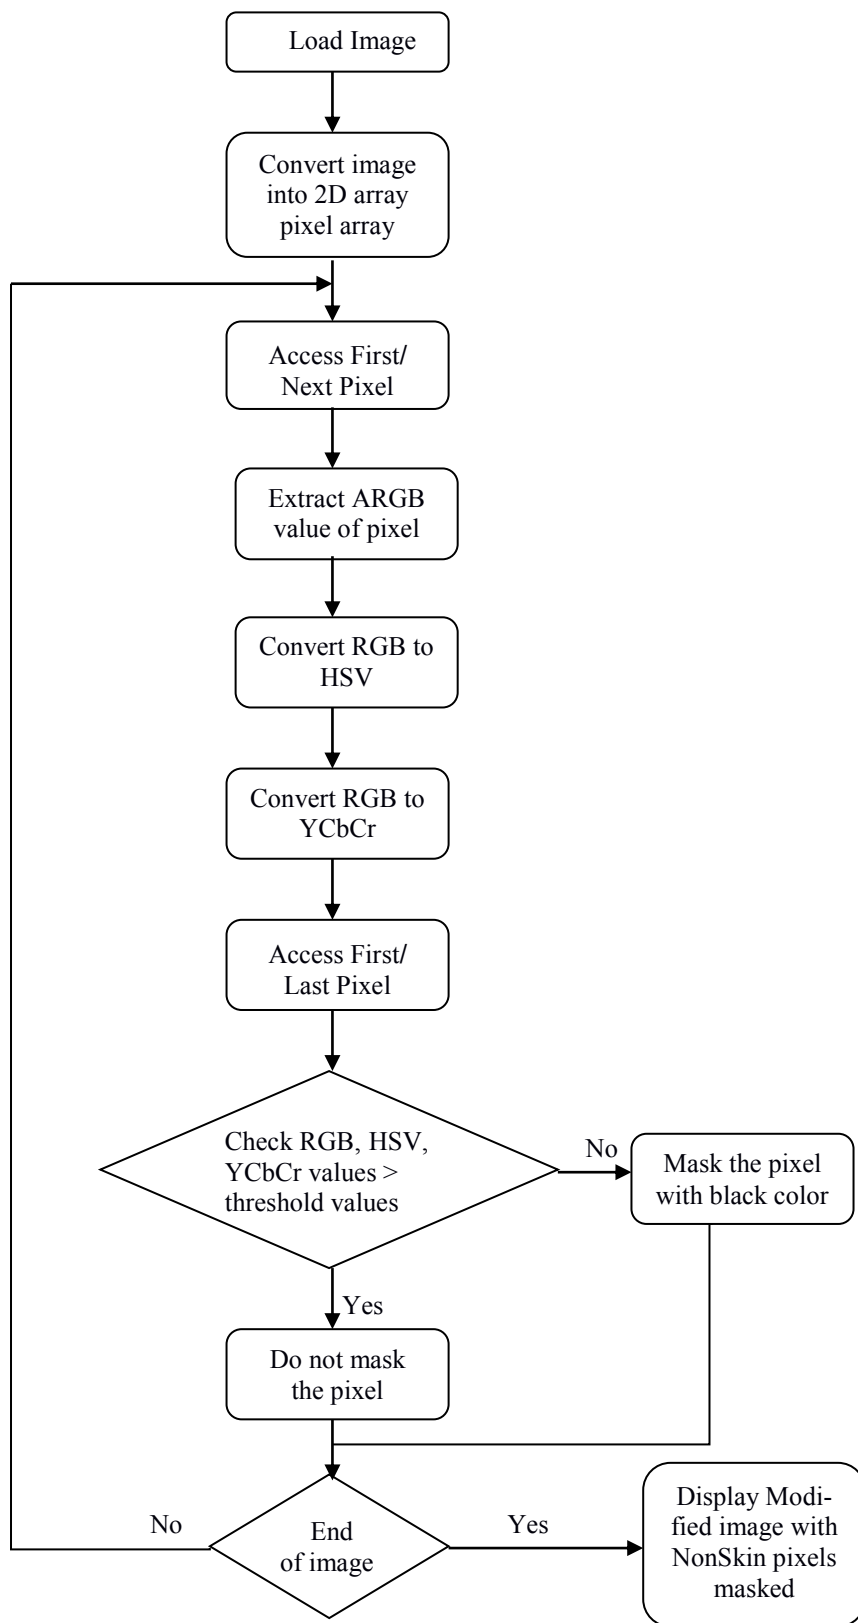 Load Image
Convert image
into 2D array
pixel array
Access First/
Next Pixel
Extract ARGB
value of pixel
Convert RGB to
HSV
Convert RGB to
YCbCr
Access First/
Last Pixel
Check RGB, HSV,
YCbCr values >
threshold values
No
Mask the pixel
with black color
Yes
Do not mask
the pixel
No
End
of image
Yes
Display Modi-
fied image with
NonSkin pixels
masked